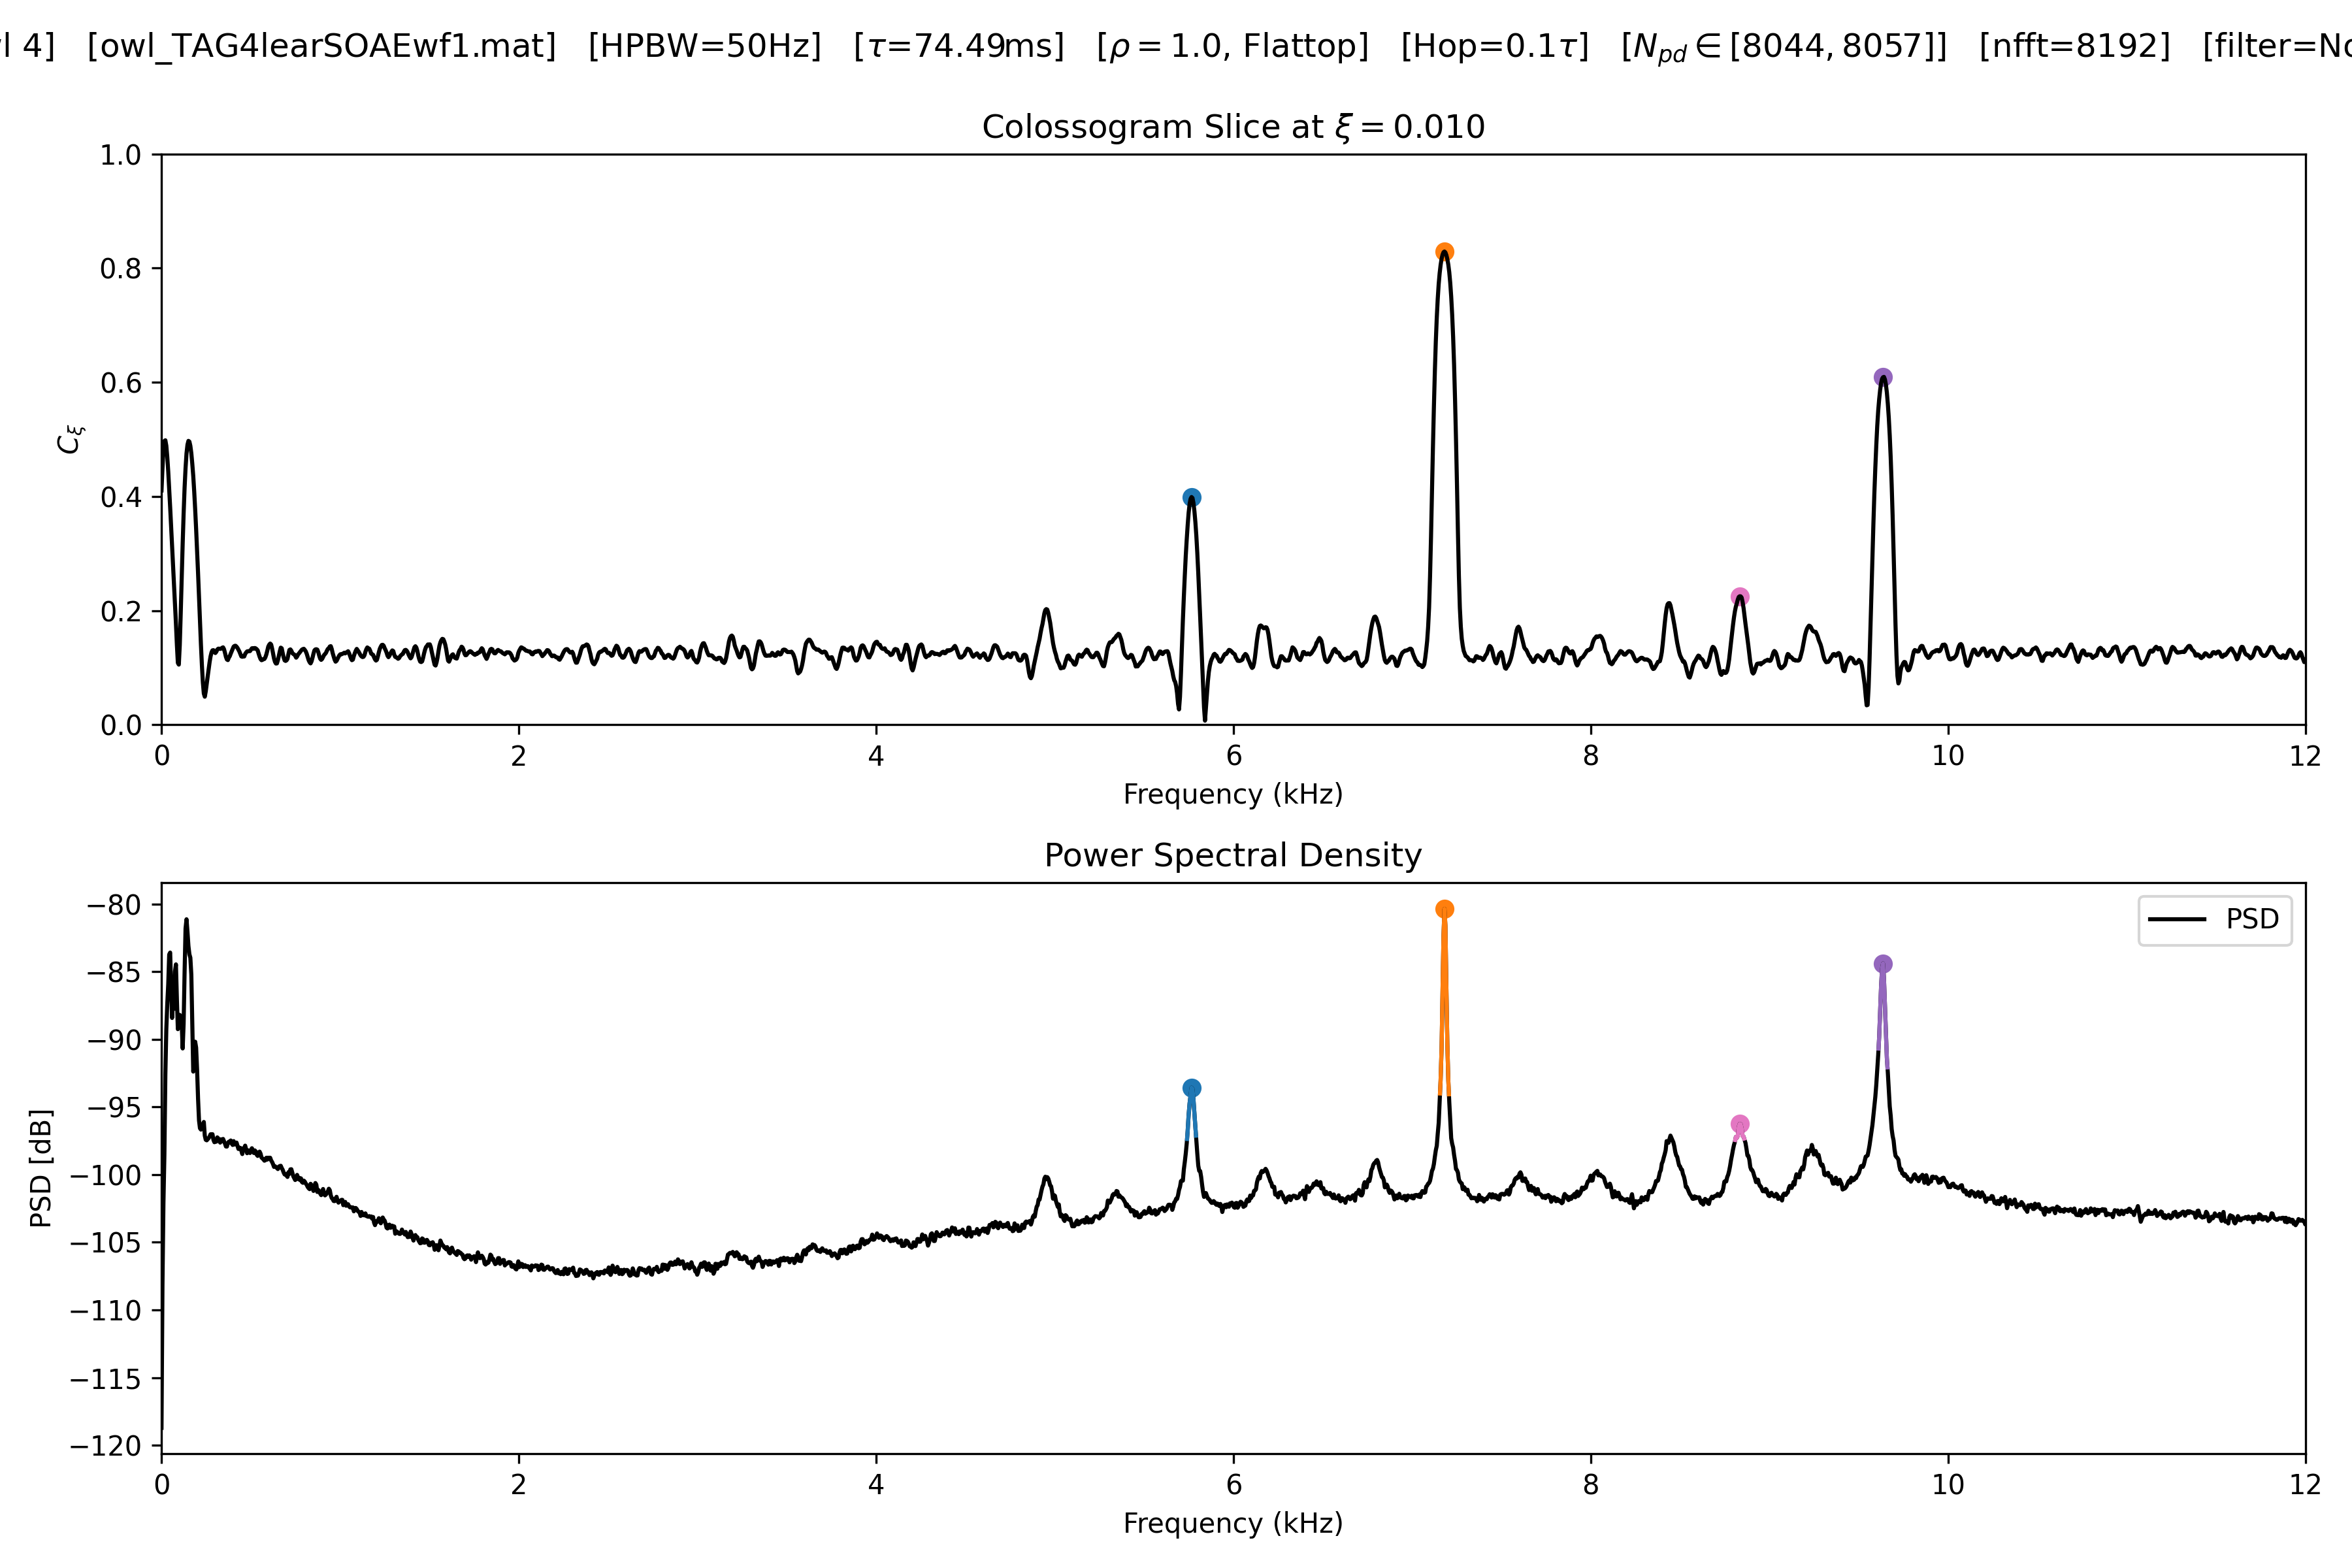 l 4] [owl_TAG4learSOAEwf1.mat] [HPBW=50Hz] [τ=74.49ms] [ρ = 1.0, Flattop] [Hop=0.1τ] [N_pd ∈ [8044, 8057]] [nfft=8192] [filter=No
Colossogram Slice at ξ = 0.010
1.0
0.8
0.6
0.4
0.2
0.0
C_ξ
0 2 4 6 8 10 12
Frequency (kHz)
Power Spectral Density
PSD
−80
−85
−90
−95
−100
−105
−110
−115
−120
PSD [dB]
0 2 4 6 8 10 12
Frequency (kHz)